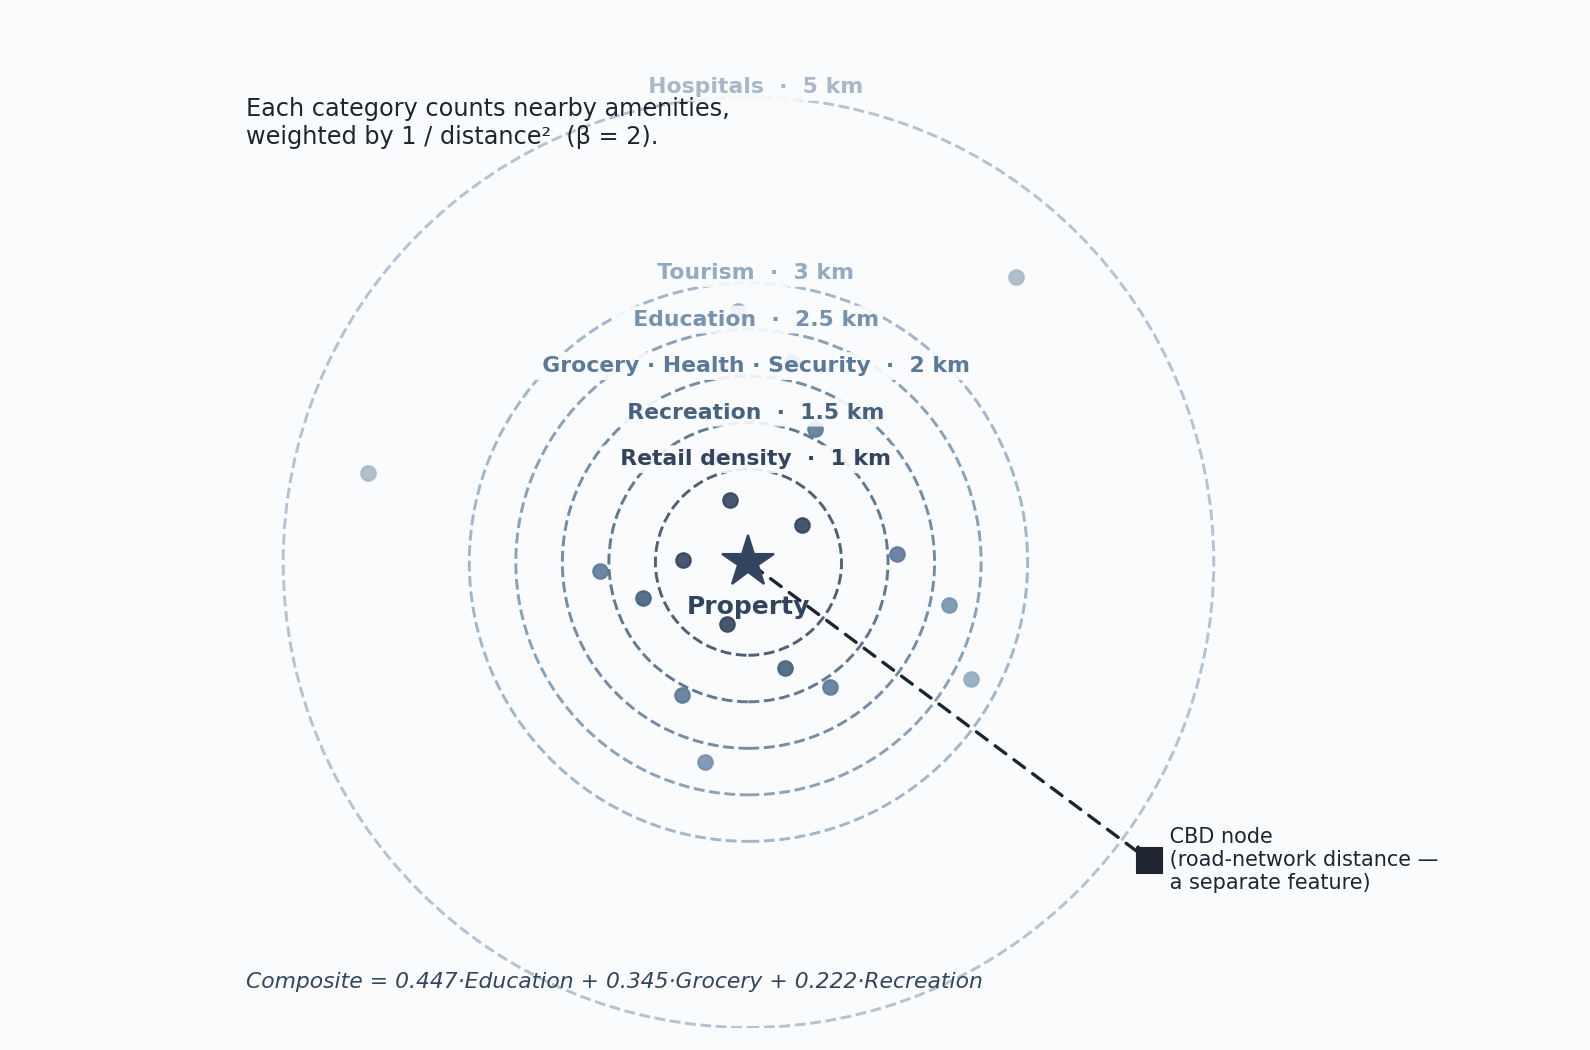 Hospitals · 5 km
Each category counts nearby amenities,
weighted by 1 / distance² (β = 2).
Tourism · 3 km
Education · 2.5 km
Grocery · Health · Security · 2 km
Recreation · 1.5 km
Retail density · 1 km
Property
CBD node
(road-network distance —
a separate feature)
Composite = 0.447·Education + 0.345·Grocery + 0.222·Recreation